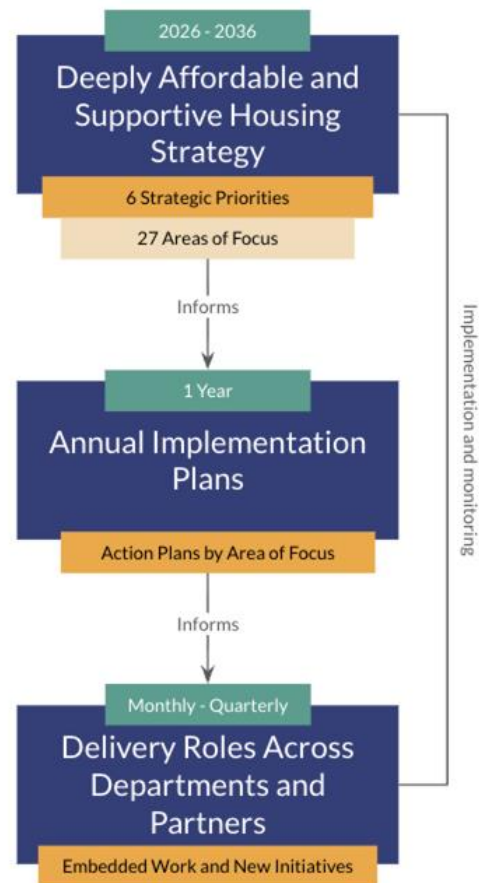 2026 - 2036
Deeply Affordable and
Supportive Housing
Strategy
6 Strategic Priorities
27 Areas of Focus
Informs
1 Year
Annual Implementation
Plans
Action Plans by Area of Focus
Informs
Monthly - Quarterly
Delivery Roles Across
Departments and
Partners
Embedded Work and New Initiatives
Implementation and monitoring